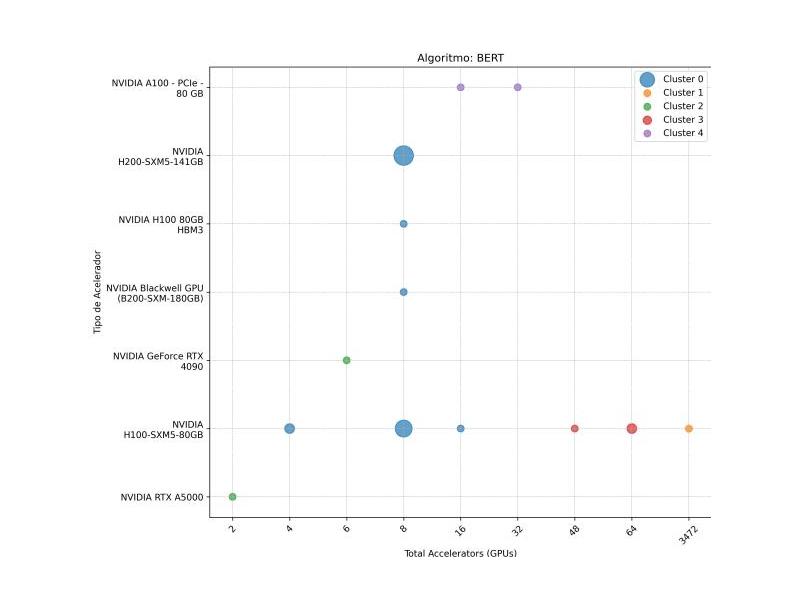 Algoritmo: BERT
NVIDIA A100 - PCIe -
80 GB
NVIDIA
H200-SXM5-141GB
NVIDIA H100 80GB
HBM3
NVIDIA Blackwell GPU
(B200-SXM-180GB)
NVIDIA GeForce RTX
4090
NVIDIA
H100-SXM5-80GB
NVIDIA RTX A5000
Tipo de Acelerador
Cluster 0
Cluster 1
Cluster 2
Cluster 3
Cluster 4
2 4 6 8 16 32 48 64 3472
Total Accelerators (GPUs)